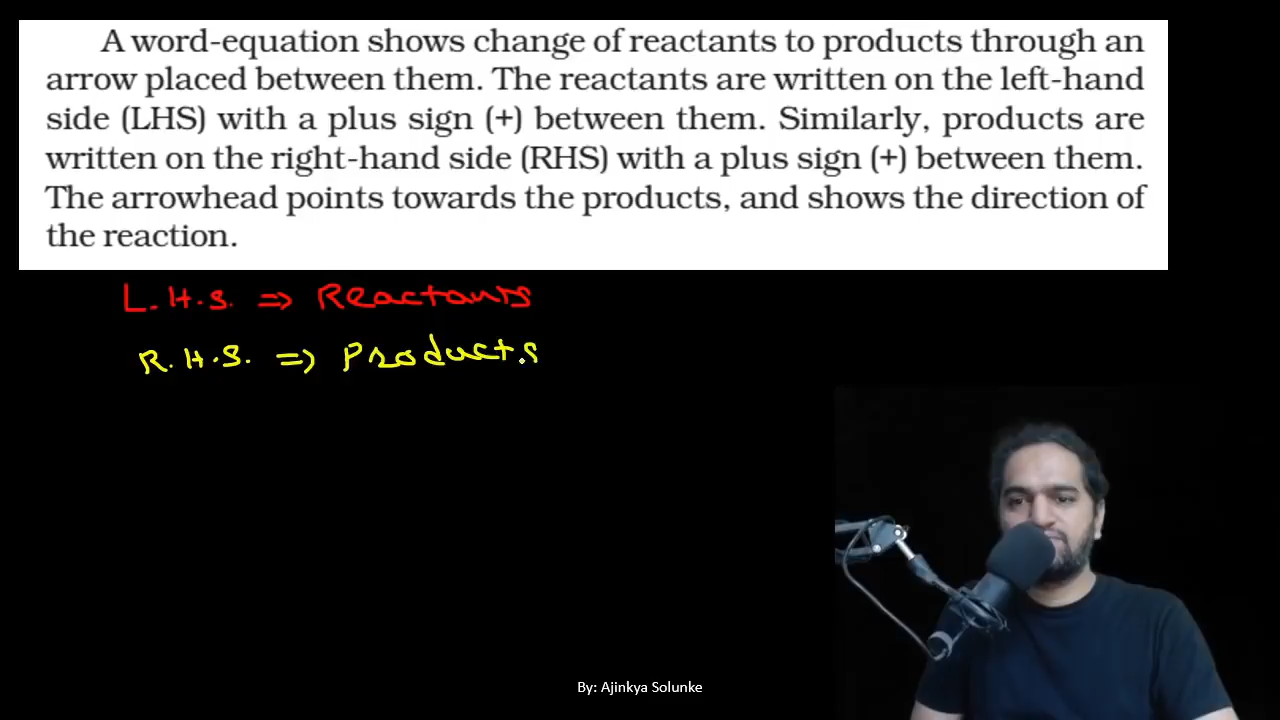 A word-equation shows change of reactants to products through an
arrow placed between them. The reactants are written on the left-hand
side (LHS) with a plus sign (+) between them. Similarly, products are
written on the right-hand side (RHS) with a plus sign (+) between them.
The arrowhead points towards the products, and shows the direction of
the reaction.
L.H.S. => Reactants
R.H.S. => Products
By: Ajinkya Solunke